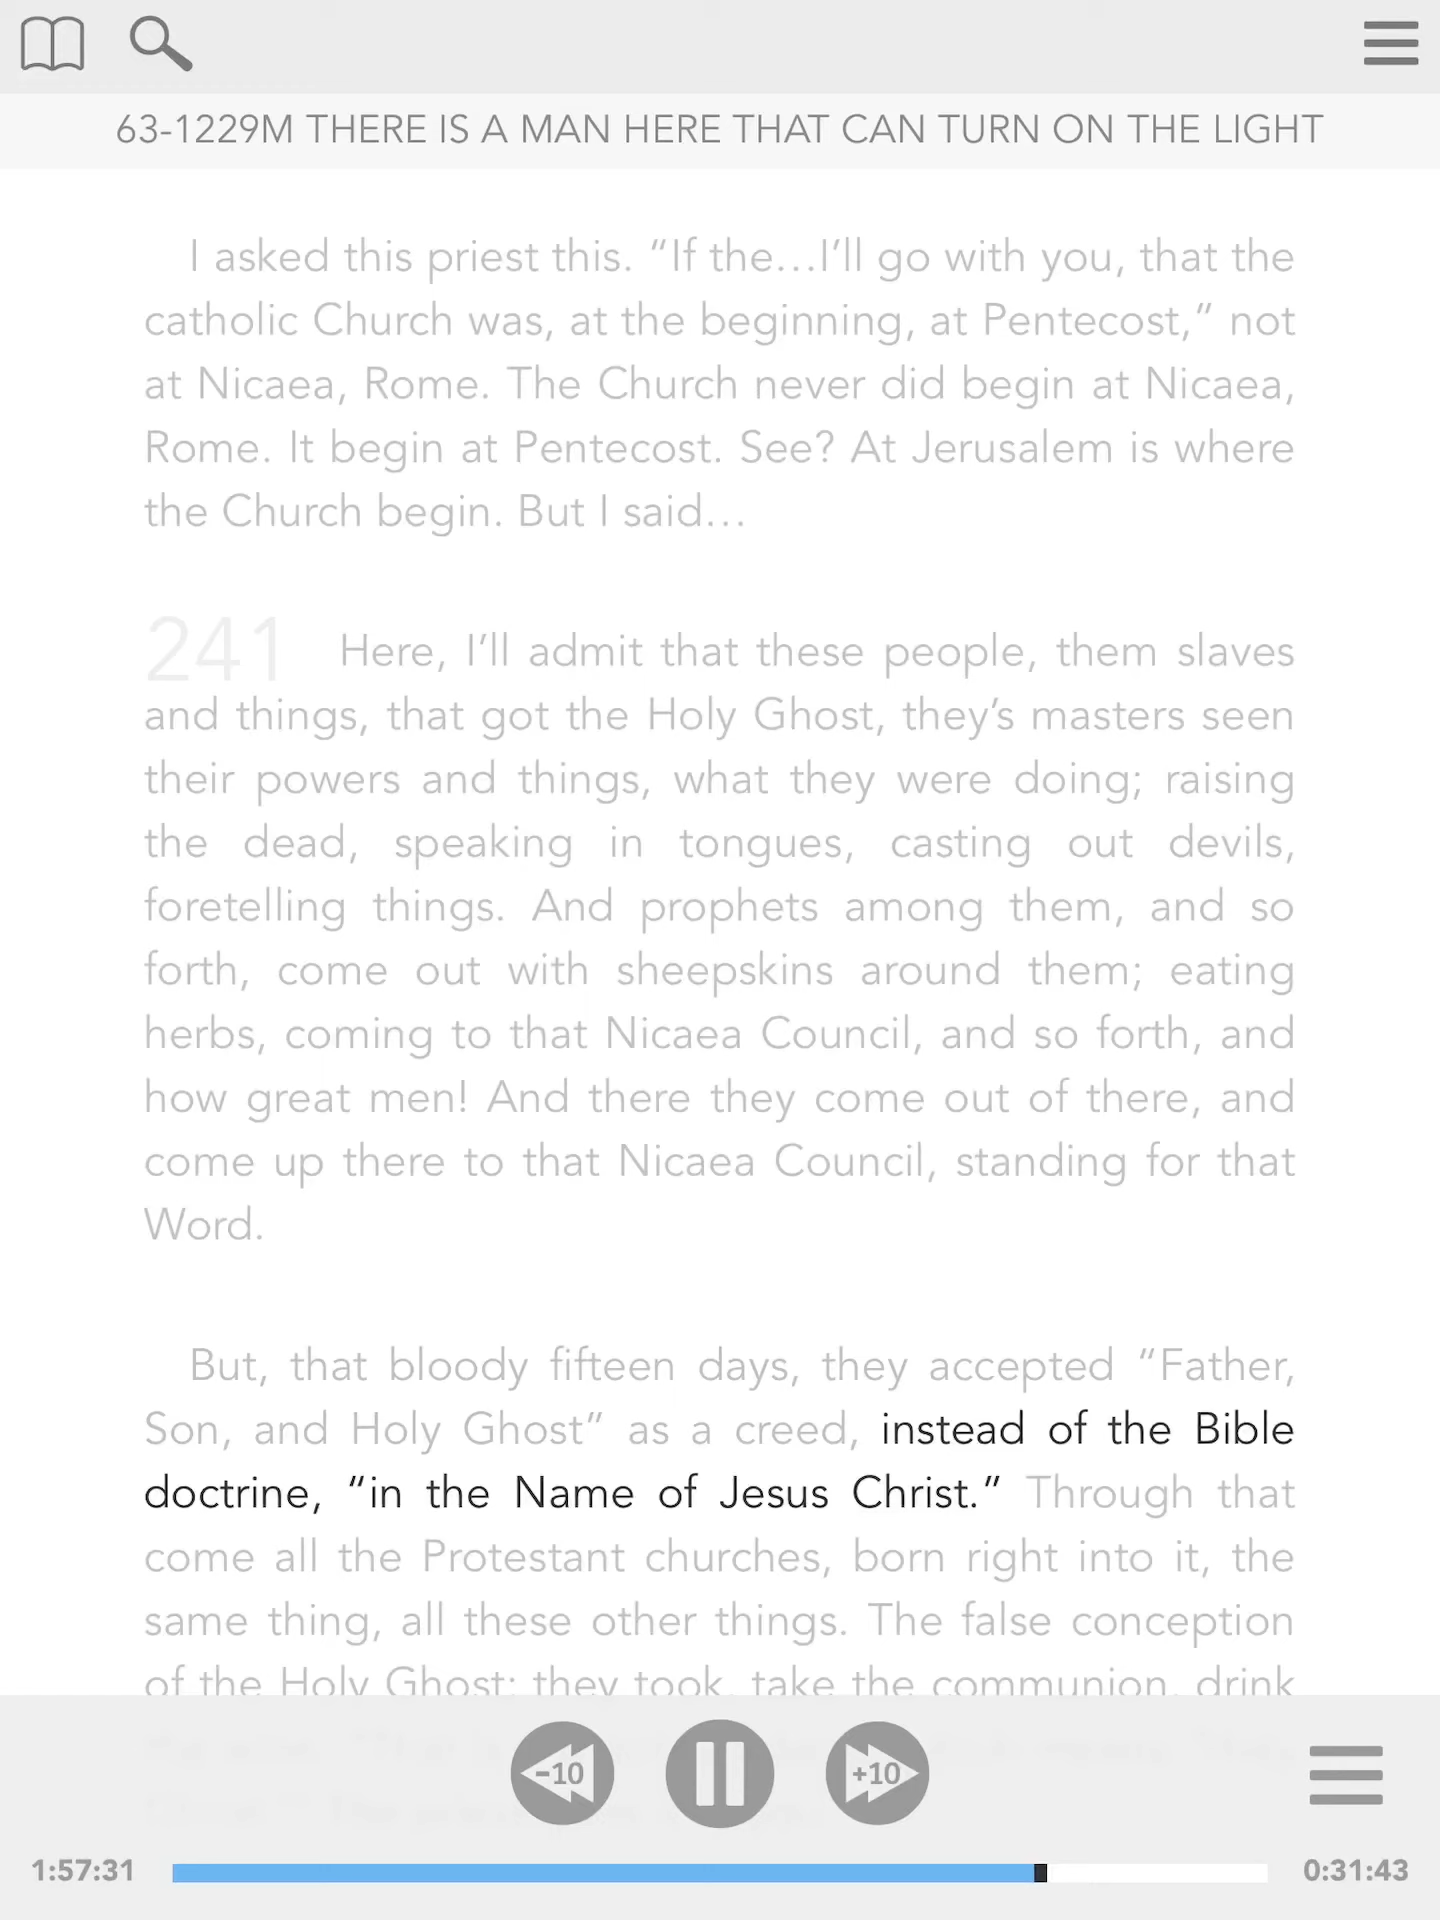 63-1229M THERE IS A MAN HERE THAT CAN TURN ON THE LIGHT
I asked this priest this. “If the…I’ll go with you, that the
catholic Church was, at the beginning, at Pentecost,” not
at Nicaea, Rome. The Church never did begin at Nicaea,
Rome. It begin at Pentecost. See? At Jerusalem is where
the Church begin. But I said…
241 Here, I’ll admit that these people, them slaves
and things, that got the Holy Ghost, they’s masters seen
their powers and things, what they were doing; raising
the dead, speaking in tongues, casting out devils,
foretelling things. And prophets among them, and so
forth, come out with sheepskins around them; eating
herbs, coming to that Nicaea Council, and so forth, and
how great men! And there they come out of there, and
come up there to that Nicaea Council, standing for that
Word.
But, that bloody fifteen days, they accepted “Father,
Son, and Holy Ghost” as a creed, instead of the Bible
doctrine, “in the Name of Jesus Christ.” Through that
come all the Protestant churches, born right into it, the
same thing, all these other things. The false conception
of the Holy Ghost; they took, take the communion, drink
-10 +10
1:57:31 0:31:43